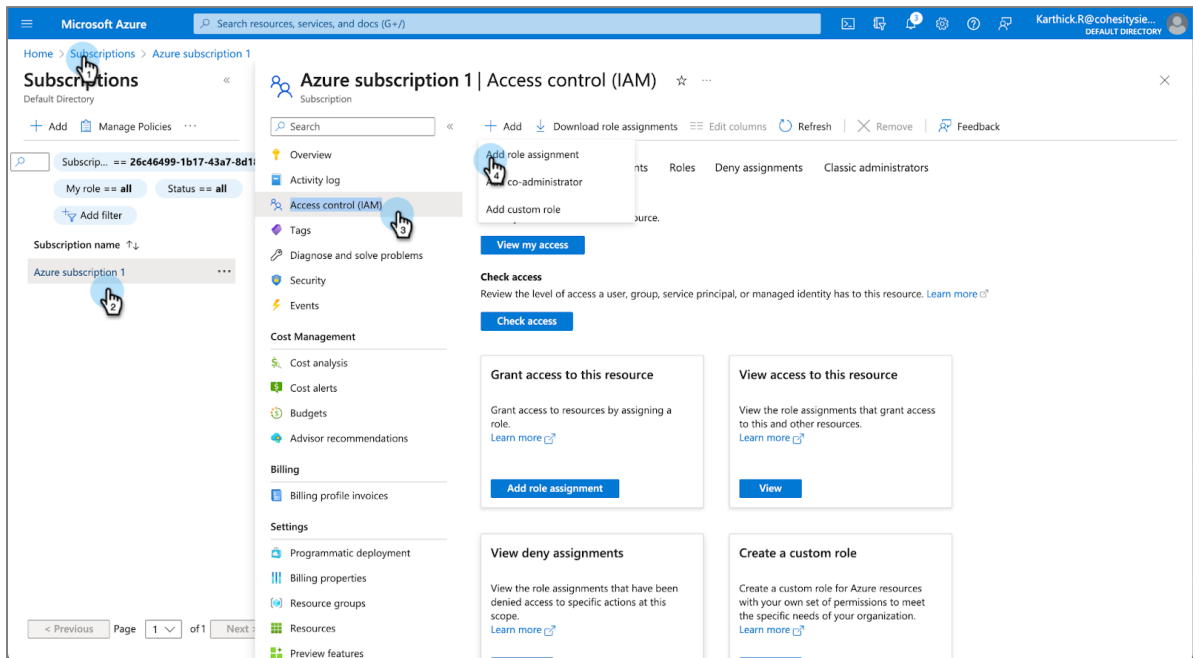 Microsoft Azure
Search resources, services, and docs (G+/)
3
Karthick.R@cohesitysie...
DEFAULT DIRECTORY
Home > Subscriptions > Azure subscription 1
1
Subscriptions
Default Directory
Add
Manage Policies
Subscrip... == 26c46499-1b17-43a7-8d1
My role == all
Status == all
Add filter
Subscription name
Azure subscription 1
2
< Previous
Page
1
of 1
Next >
Azure subscription 1 | Access control (IAM)
Subscription
Search
Overview
Activity log
Access control (IAM)
3
Tags
Diagnose and solve problems
Security
Events
Cost Management
Cost analysis
Cost alerts
Budgets
Advisor recommendations
Billing
Billing profile invoices
Settings
Programmatic deployment
Billing properties
Resource groups
Resources
Preview features
Add
Download role assignments
Edit columns
Refresh
Remove
Feedback
Add role assignment
4
co-administrator
Add custom role
nts
Roles
Deny assignments
Classic administrators
ource.
View my access
Check access
Review the level of access a user, group, service principal, or managed identity has to this resource. Learn more
Check access
Grant access to this resource
Grant access to resources by assigning a
role.
Learn more
Add role assignment
View access to this resource
View the role assignments that grant access
to this and other resources.
Learn more
View
View deny assignments
View the role assignments that have been
denied access to specific actions at this
scope.
Learn more
Create a custom role
Create a custom role for Azure resources
with your own set of permissions to meet
the specific needs of your organization.
Learn more